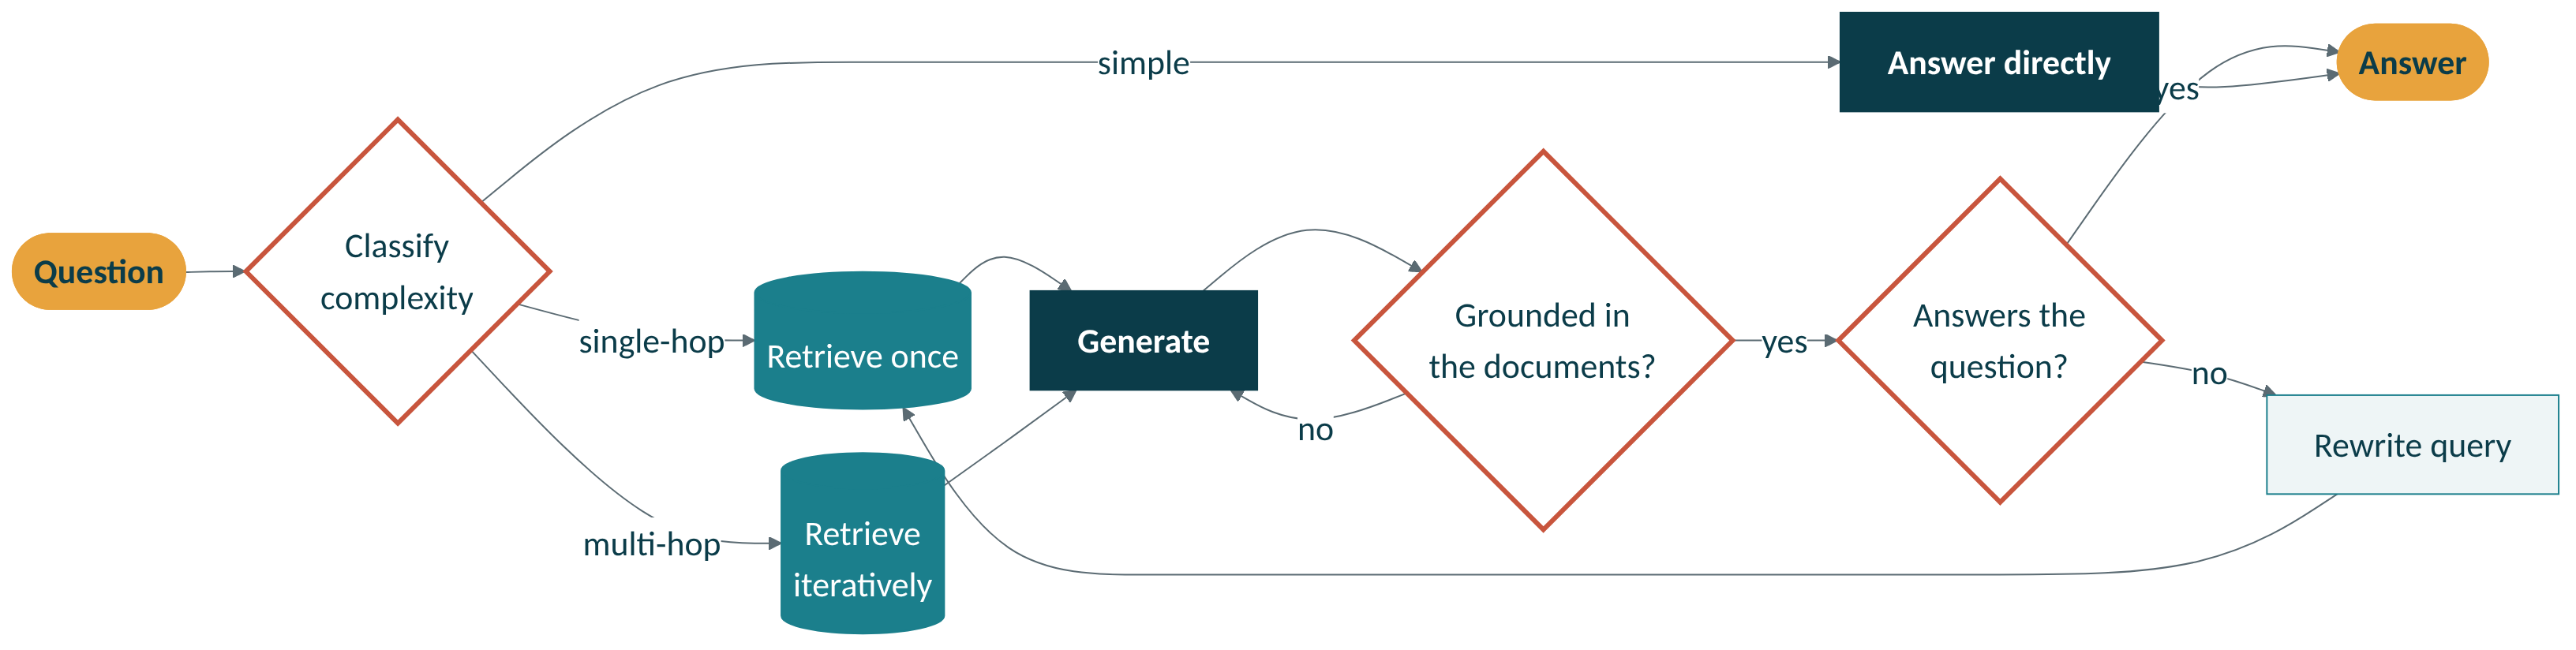 simple
Answer directly
yes
Answer
Question
Classify
complexity
single-hop
Retrieve once
Generate
no
Grounded in
the documents?
yes
Answers the
question?
no
Rewrite query
multi-hop
Retrieve
iteratively